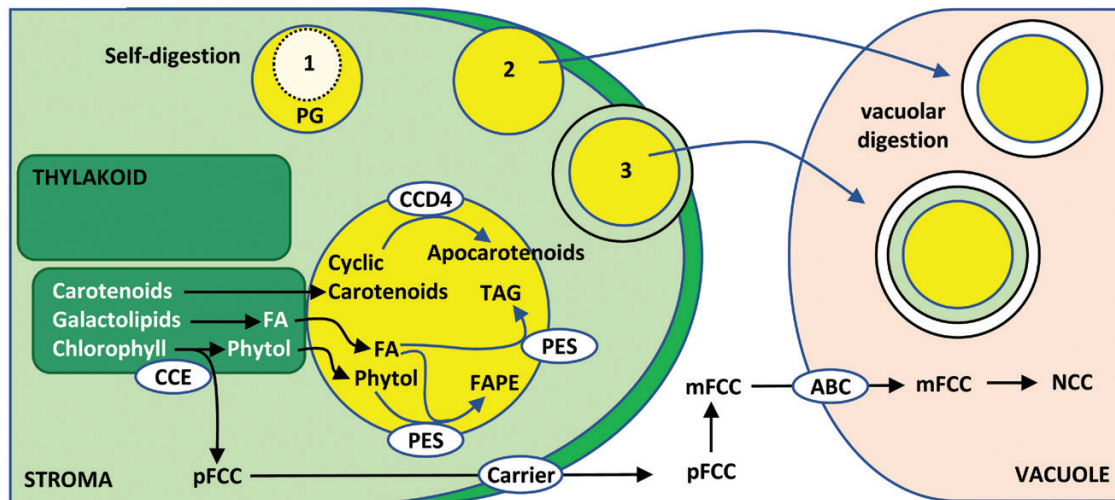 Self-digestion
1
PG
2
3
vacuolar
digestion
THYLAKOID
CCD4
Cyclic
Carotenoids
Apocarotenoids
TAG
Carotenoids
Galactolipids
FA
Chlorophyll
Phytol
CCE
FA
Phytol
FAPE
PES
PES
mFCC
ABC
mFCC
NCC
STROMA
pFCC
Carrier
pFCC
VACUOLE